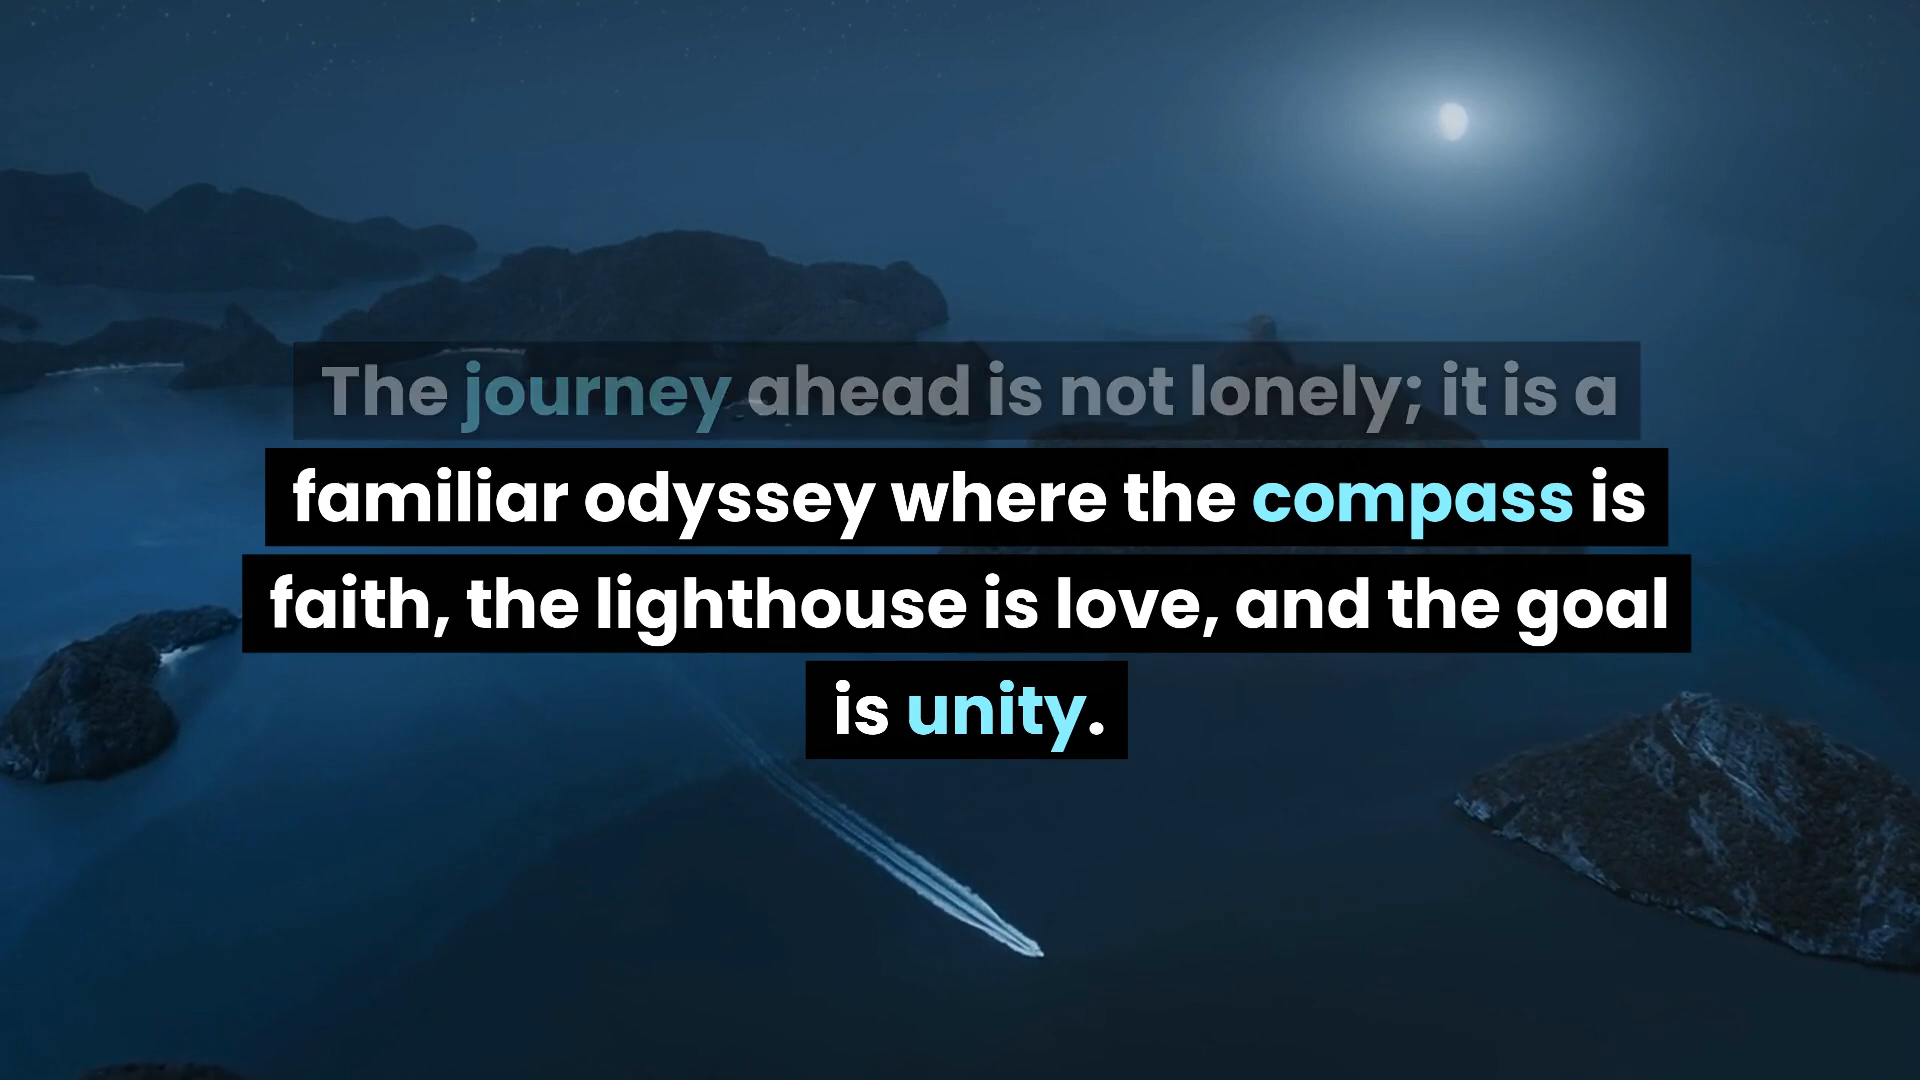 The journey ahead is not lonely; it is a
familiar odyssey where the compass is
faith, the lighthouse is love, and the goal
is unity.